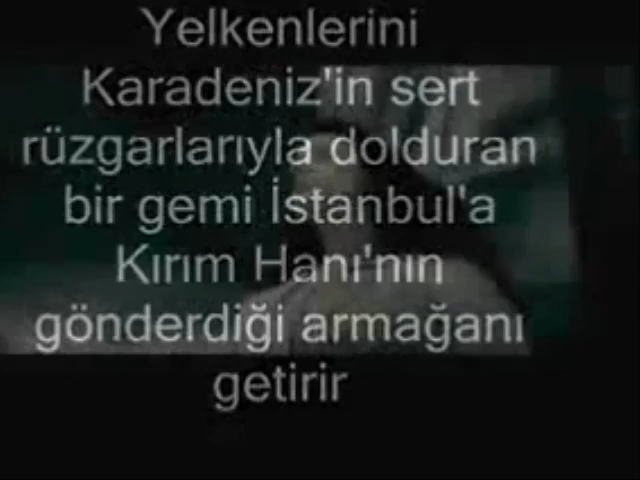 Yelkenlerini
Karadeniz'in sert
rüzgarlarıyla dolduran
bir gemi İstanbul'a
Kırım Hanı'nın
gönderdiği armağanı
getirir